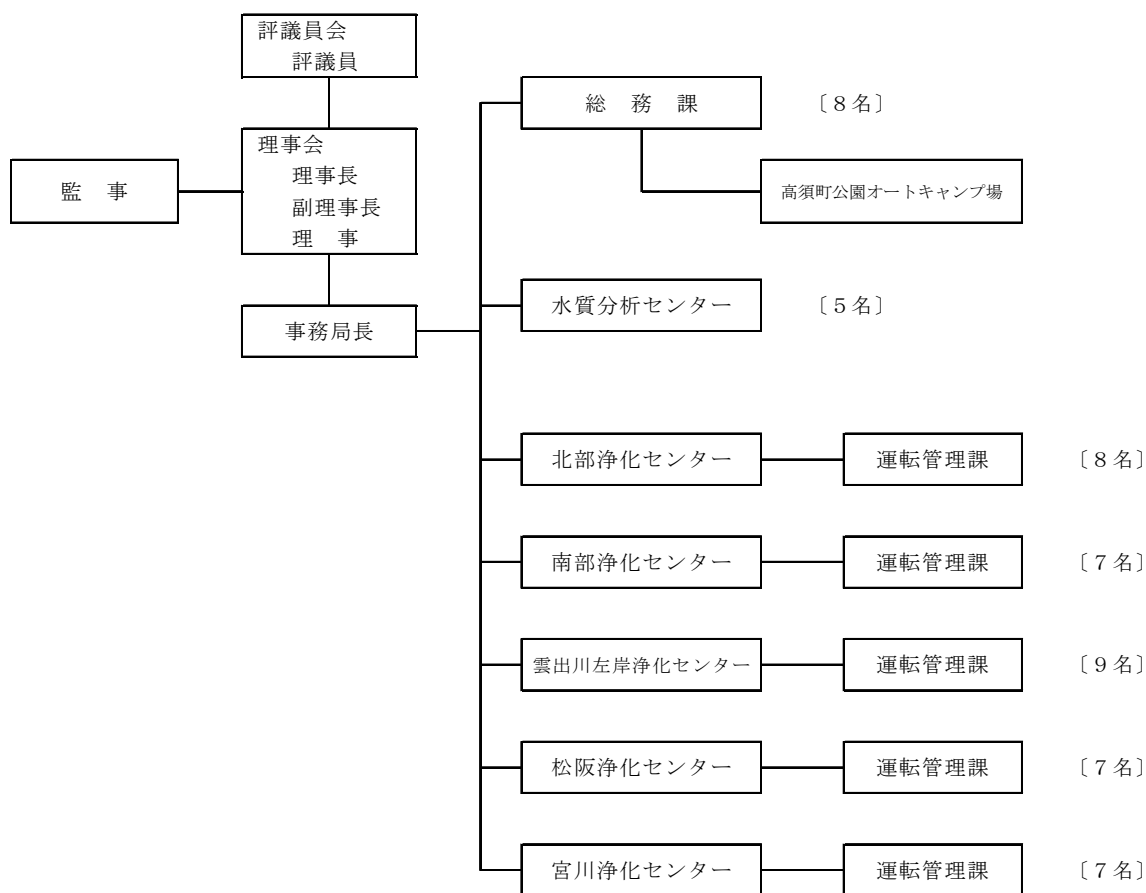 評議員会
評議員
総　務　課
〔８名〕
理事会
理事長
副理事長
理　事
監　事
高須町公園オートキャンプ場
事務局長
水質分析センター
〔５名〕
北部浄化センター
運転管理課
〔８名〕
南部浄化センター
運転管理課
〔７名〕
雲出川左岸浄化センター
運転管理課
〔９名〕
松阪浄化センター
運転管理課
〔７名〕
宮川浄化センター
運転管理課
〔７名〕